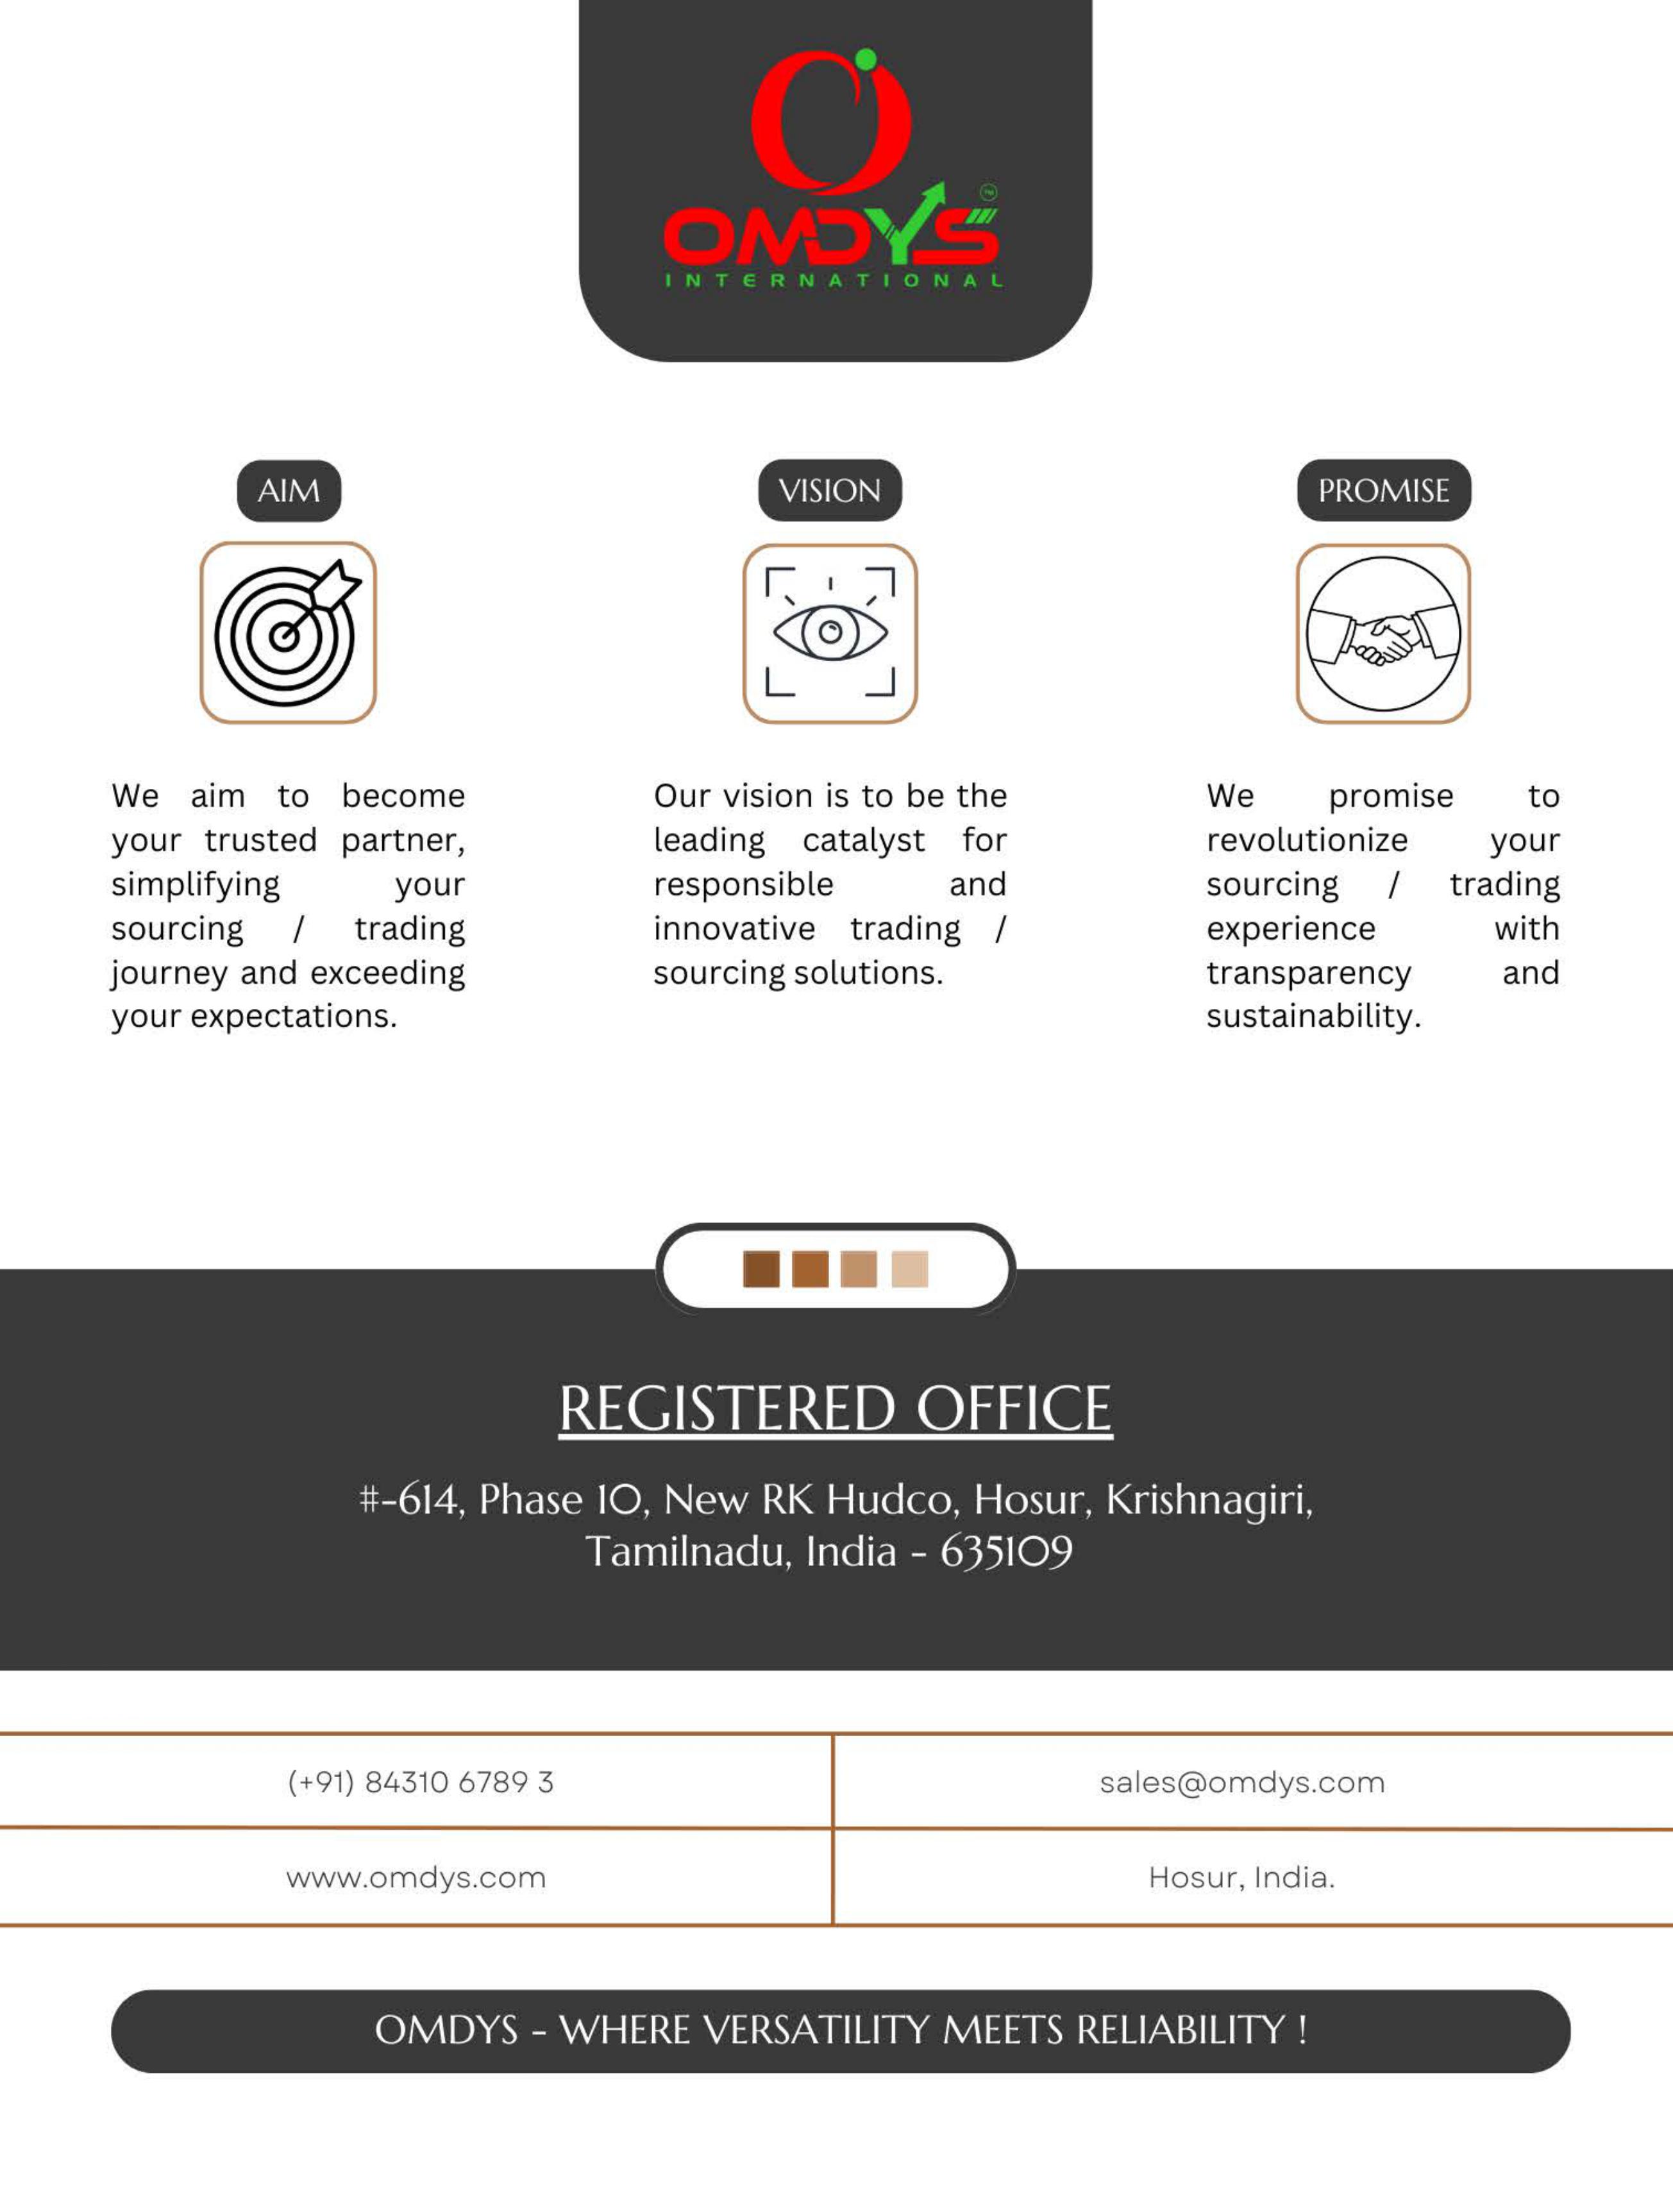 OMDYS
TM
INTERNATIONAL
AIM
VISION
PROMISE
We aim to become
your trusted partner,
simplifying your
sourcing / trading
journey and exceeding
your expectations.
Our vision is to be the
leading catalyst for
responsible and
innovative trading /
sourcing solutions.
We promise to
revolutionize your
sourcing / trading
experience with
transparency and
sustainability.
REGISTERED OFFICE
#-614, Phase 10, New RK Hudco, Hosur, Krishnagiri,
Tamilnadu, India - 635109
(+91) 84310 6789 3
sales@omdys.com
www.omdys.com
Hosur, India.
OMDYS - WHERE VERSATILITY MEETS RELIABILITY !